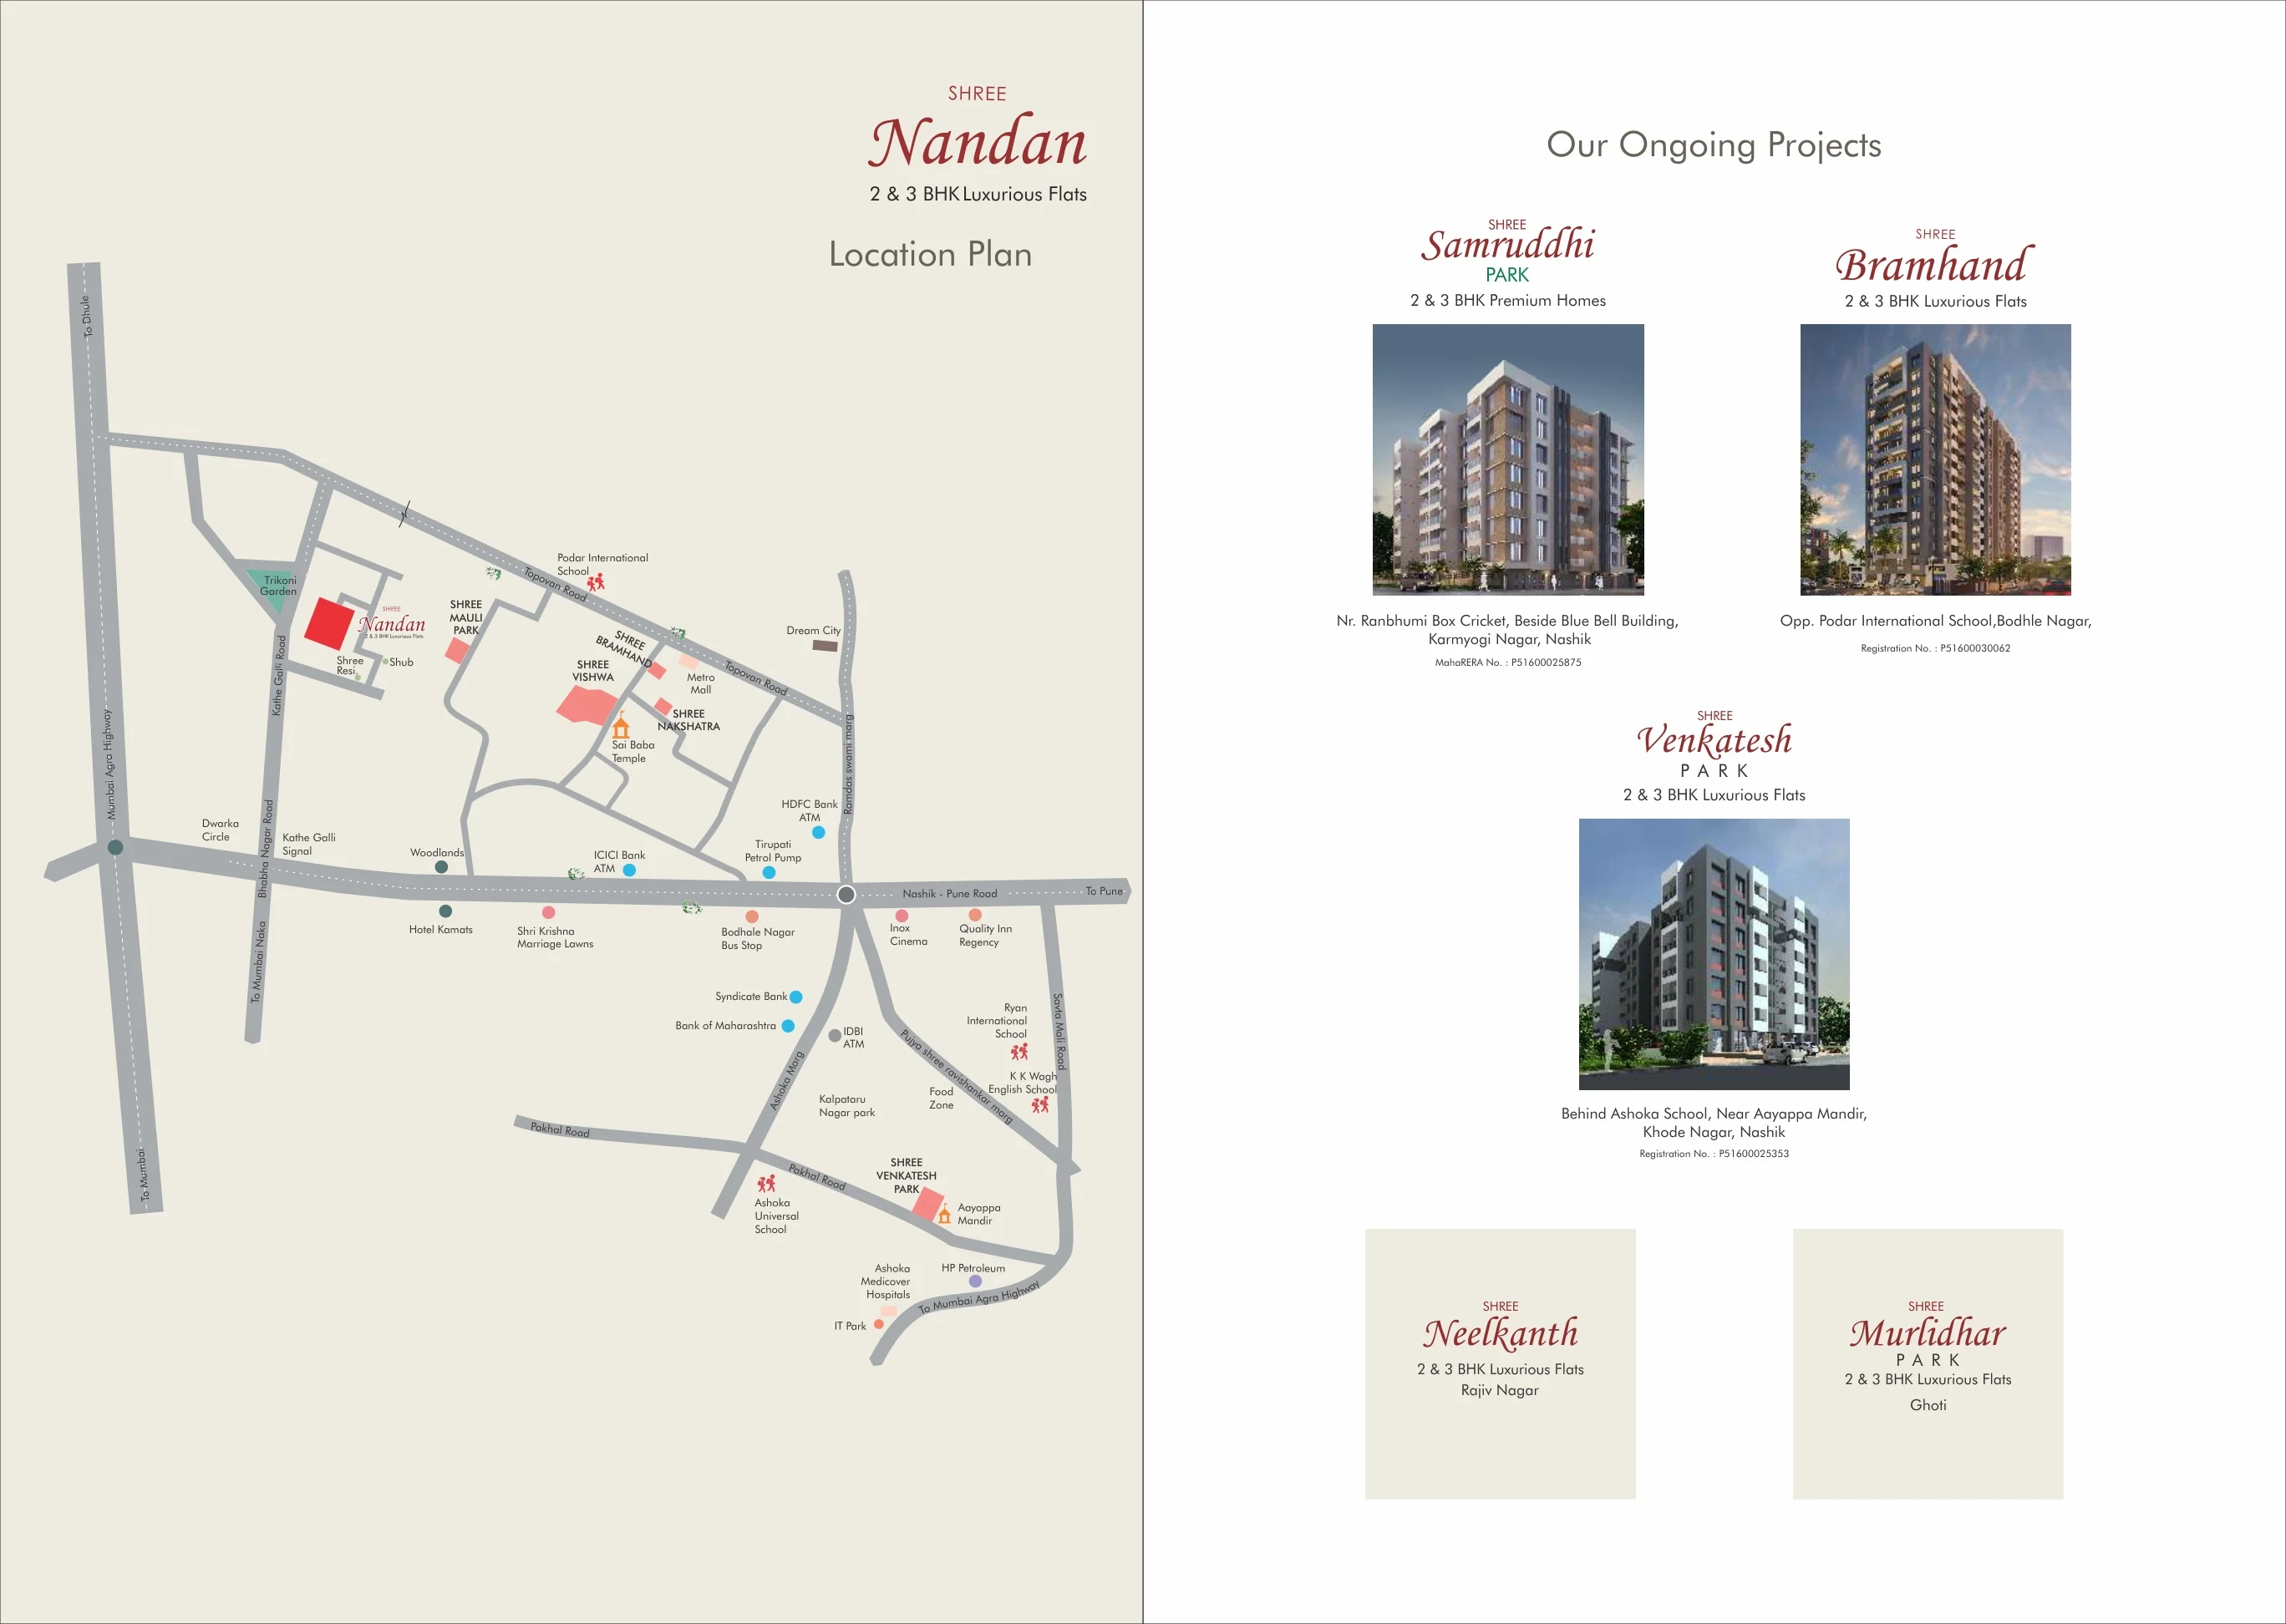 SHREE
Nandan
2 & 3 BHK Luxurious Flats
Location Plan
To Dhule
Podar International
School
Topovan Road
Trikoni
Garden
SHREE
Nandan
2 & 3 BHK Luxurious Flats
Shree
Resi.
Shub
SHREE
MAULI
PARK
SHREE
BRAMHAND
SHREE
VISHWA
Metro
Mall
Topovan Road
Dream City
SHREE
NAKSHATRA
Sai Baba
Temple
Kathe Galli Road
Mumbai Agra Highway
Ramdas swami marg
Dwarka
Circle
Bhabha Nagar Road
Kathe Galli
Signal
Woodlands
ICICI Bank
ATM
HDFC Bank
ATM
Tirupati
Petrol Pump
Nashik - Pune Road
To Pune
To Mumbai Naka
Hotel Kamats
Shri Krishna
Marriage Lawns
Bodhale Nagar
Bus Stop
Inox
Cinema
Quality Inn
Regency
Syndicate Bank
Bank of Maharashtra
IDBI
ATM
Ashoka Marg
Pujya shree ravishankar marg
Ryan
International
School
Savta Mali Road
K K Wagh
English School
Kalpataru
Nagar park
Food
Zone
Pakhal Road
Pakhal Road
To Mumbai
Ashoka
Universal
School
SHREE
VENKATESH
PARK
Aayappa
Mandir
Ashoka
Medicover
Hospitals
HP Petroleum
To Mumbai Agra Highway
IT Park
Our Ongoing Projects
SHREE
Samruddhi
PARK
2 & 3 BHK Premium Homes
Nr. Ranbhumi Box Cricket, Beside Blue Bell Building,
Karmyogi Nagar, Nashik
MahaRERA No. : P51600025875
SHREE
Bramhand
2 & 3 BHK Luxurious Flats
Opp. Podar International School,Bodhle Nagar,
Registration No. : P51600030062
SHREE
Venkatesh
PARK
2 & 3 BHK Luxurious Flats
Behind Ashoka School, Near Aayappa Mandir,
Khode Nagar, Nashik
Registration No. : P51600025353
SHREE
Neelkanth
2 & 3 BHK Luxurious Flats
Rajiv Nagar
SHREE
Murlidhar
PARK
2 & 3 BHK Luxurious Flats
Ghoti